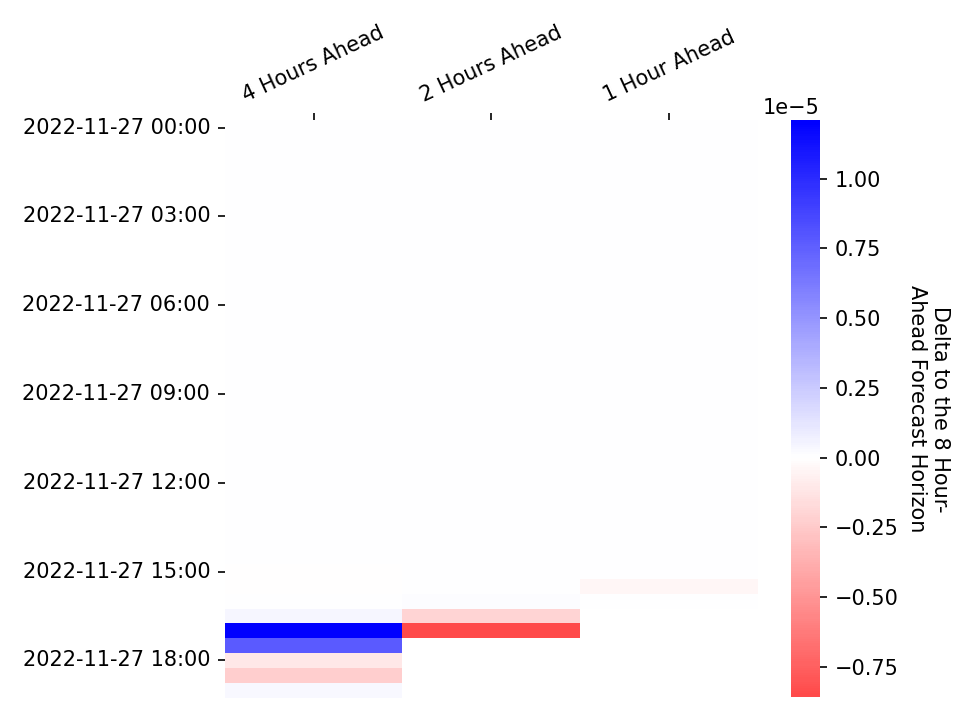 4 Hours Ahead
2 Hours Ahead
1 Hour Ahead
1e−5
2022-11-27 00:00
2022-11-27 03:00
2022-11-27 06:00
2022-11-27 09:00
2022-11-27 12:00
2022-11-27 15:00
2022-11-27 18:00
1.00
0.75
0.50
0.25
0.00
−0.25
−0.50
−0.75
Delta to the 8 Hour-
Ahead Forecast Horizon